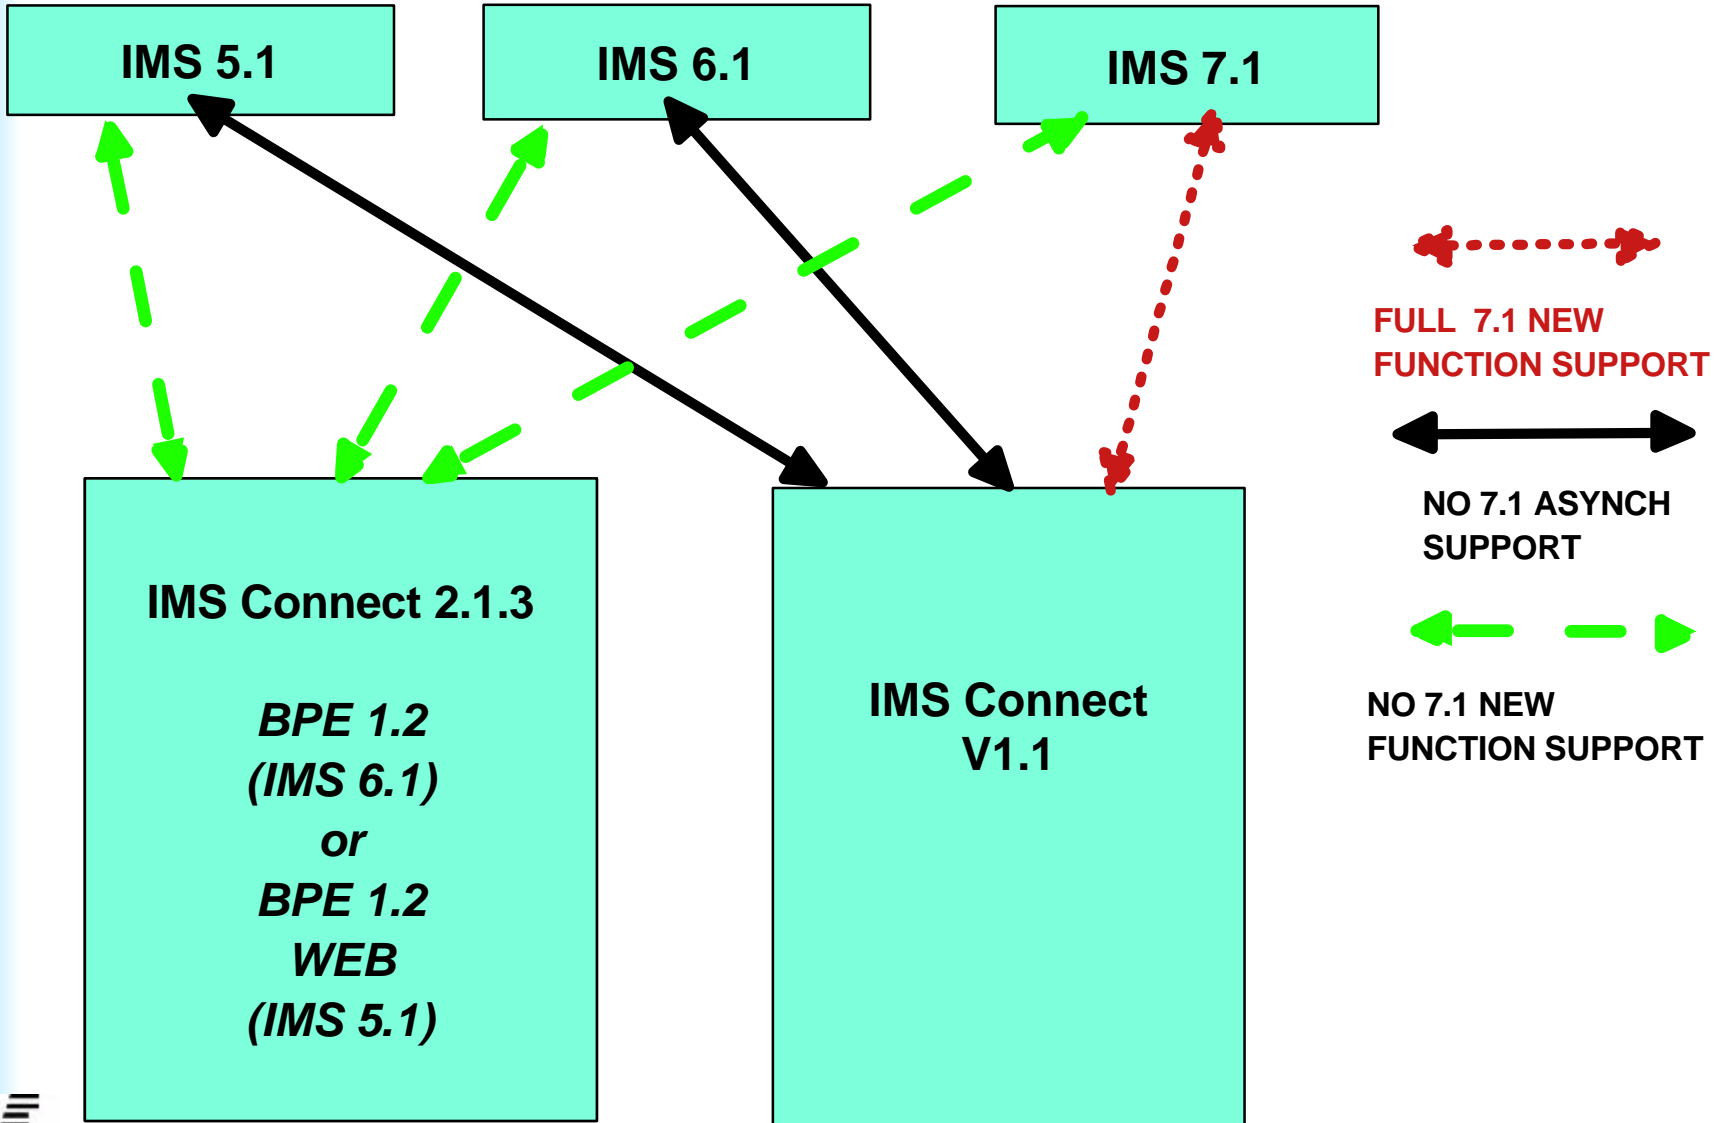 IMS 5.1
IMS 6.1
IMS 7.1
FULL 7.1 NEW
FUNCTION SUPPORT
NO 7.1 ASYNCH
SUPPORT
NO 7.1 NEW
FUNCTION SUPPORT
IMS Connect 2.1.3
BPE 1.2
(IMS 6.1)
or
BPE 1.2
WEB
(IMS 5.1)
IMS Connect
V1.1